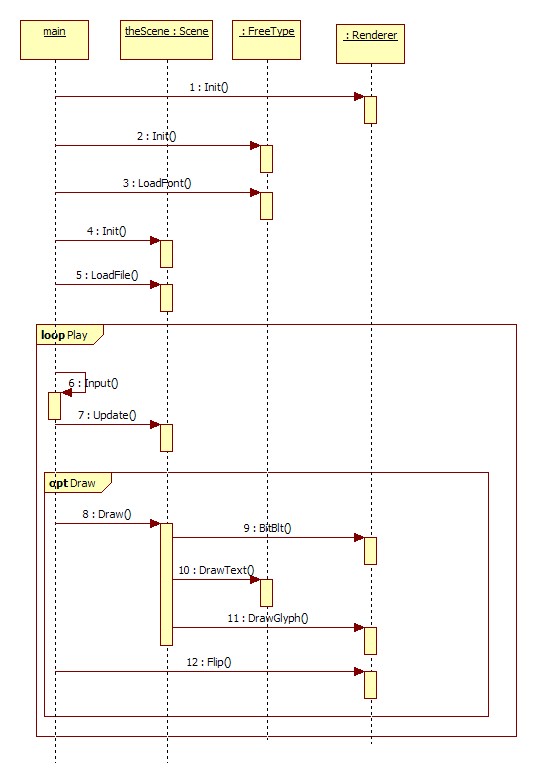 main
theScene : Scene
: FreeType
: Renderer
1 : Init()
2 : Init()
3 : LoadFont()
4 : Init()
5 : LoadFile()
loop Play
6 : Input()
7 : Update()
opt Draw
8 : Draw()
9 : BitBlt()
10 : DrawText()
11 : DrawGlyph()
12 : Flip()